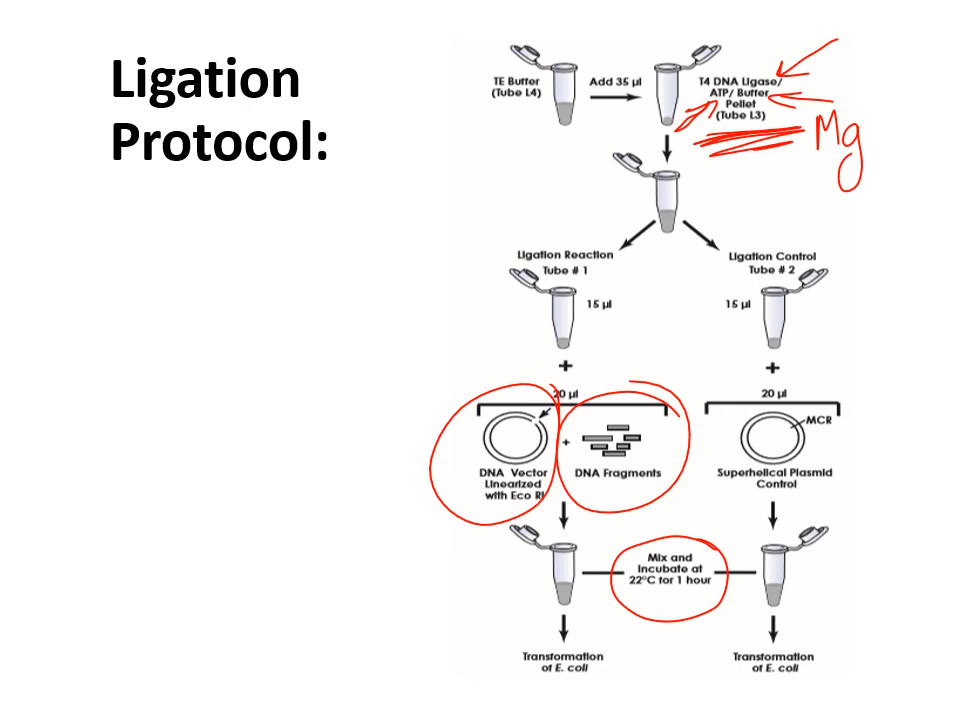 Ligation
Protocol:
TE Buffer
(Tube L4)
Add 35 µl
T4 DNA Ligase/
ATP/ Buffer
Pellet
(Tube L3)
Mg
Ligation Reaction
Tube # 1
Ligation Control
Tube # 2
15 µl
15 µl
+
+
20 µl
20 µl
MCR
+
DNA Vector
Linearized
with Eco RI
DNA Fragments
Superhelical Plasmid
Control
Mix and
Incubate at
22°C for 1 hour
Transformation
of E. coli
Transformation
of E. coli